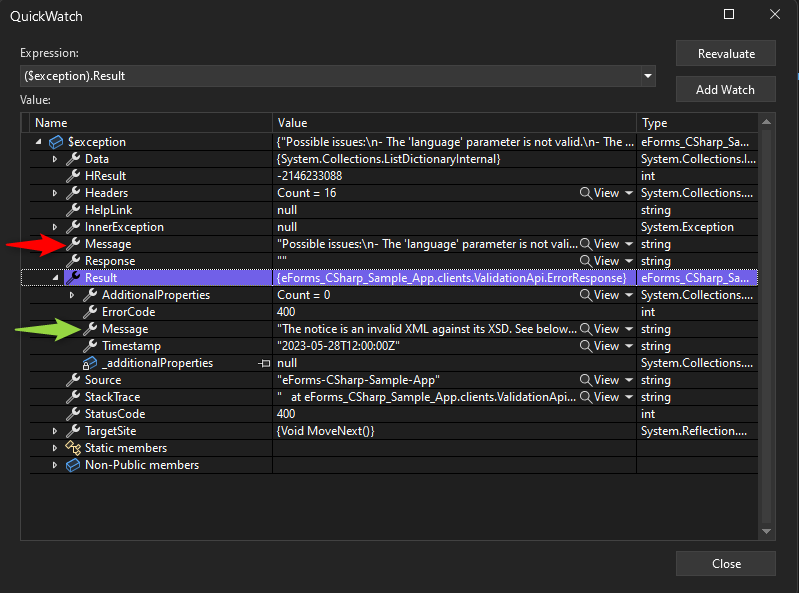 QuickWatch
Expression:
($exception).Result
Reevaluate
Add Watch
Value:
Name Value Type
$exception {"Possible issues:\n- The 'language' parameter is not valid.\n- The ... eForms_CSharp_Sa...
Data {System.Collections.ListDictionaryInternal} System.Collections.I...
HResult -2146233088 int
Headers Count = 16 View System.Collections....
HelpLink null string
InnerException null System.Exception
Message "Possible issues:\n- The 'language' parameter is not vali... View string
Response "" View string
Result {eForms_CSharp_Sample_App.clients.ValidationApi.ErrorResponse} eForms_CSharp_Sa...
AdditionalProperties Count = 0 View System.Collections....
ErrorCode 400 int
Message "The notice is an invalid XML against its XSD. See below... View string
Timestamp "2023-05-28T12:00:00Z" View string
_additionalProperties null System.Collections....
Source "eForms-CSharp-Sample-App" View string
StackTrace " at eForms_CSharp_Sample_App.clients.ValidationApi... View string
StatusCode 400 int
TargetSite {Void MoveNext()} System.Reflection....
Static members
Non-Public members
Close